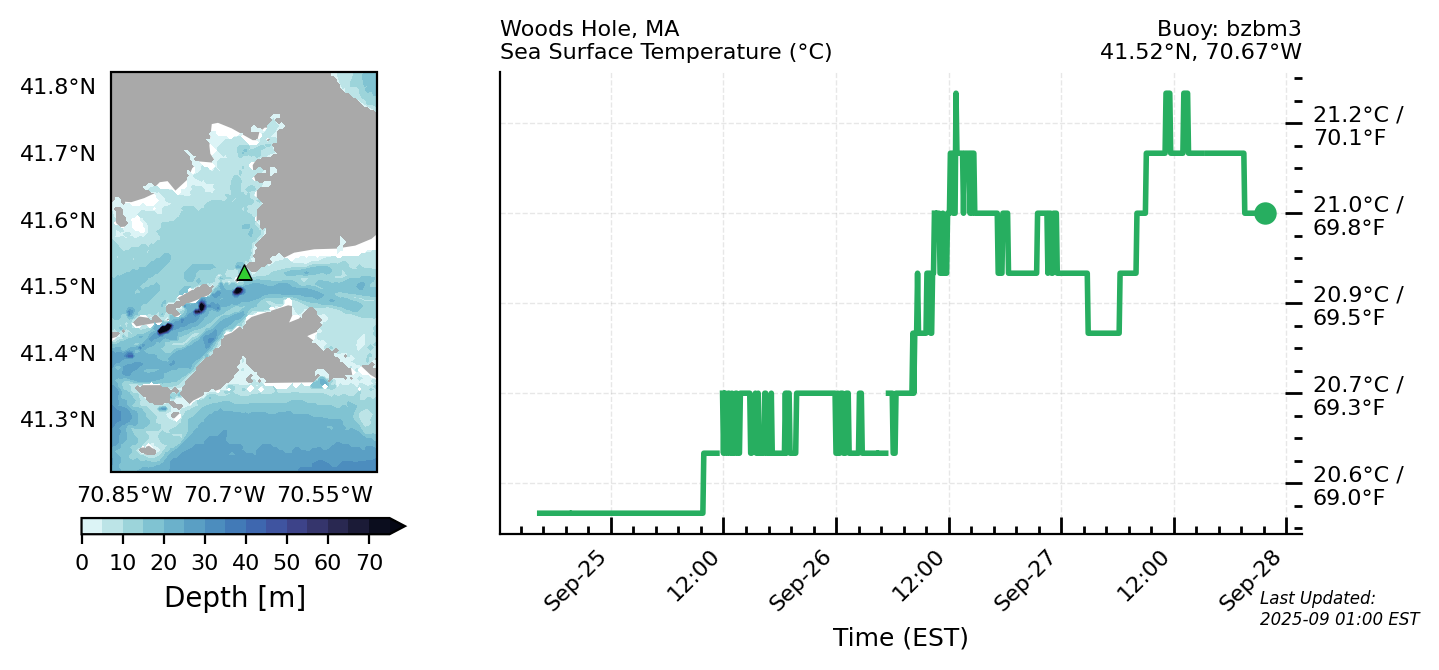 Woods Hole, MA
Sea Surface Temperature (°C)
Buoy: bzbm3
41.52°N, 70.67°W
41.8°N
41.7°N
41.6°N
41.5°N
41.4°N
41.3°N
70.85°W 70.7°W 70.55°W
0 10 20 30 40 50 60 70
Depth [m]
21.2°C /
70.1°F
21.0°C /
69.8°F
20.9°C /
69.5°F
20.7°C /
69.3°F
20.6°C /
69.0°F
Sep-25 12:00 Sep-26 12:00 Sep-27 12:00 Sep-28
Time (EST)
Last Updated:
2025-09 01:00 EST